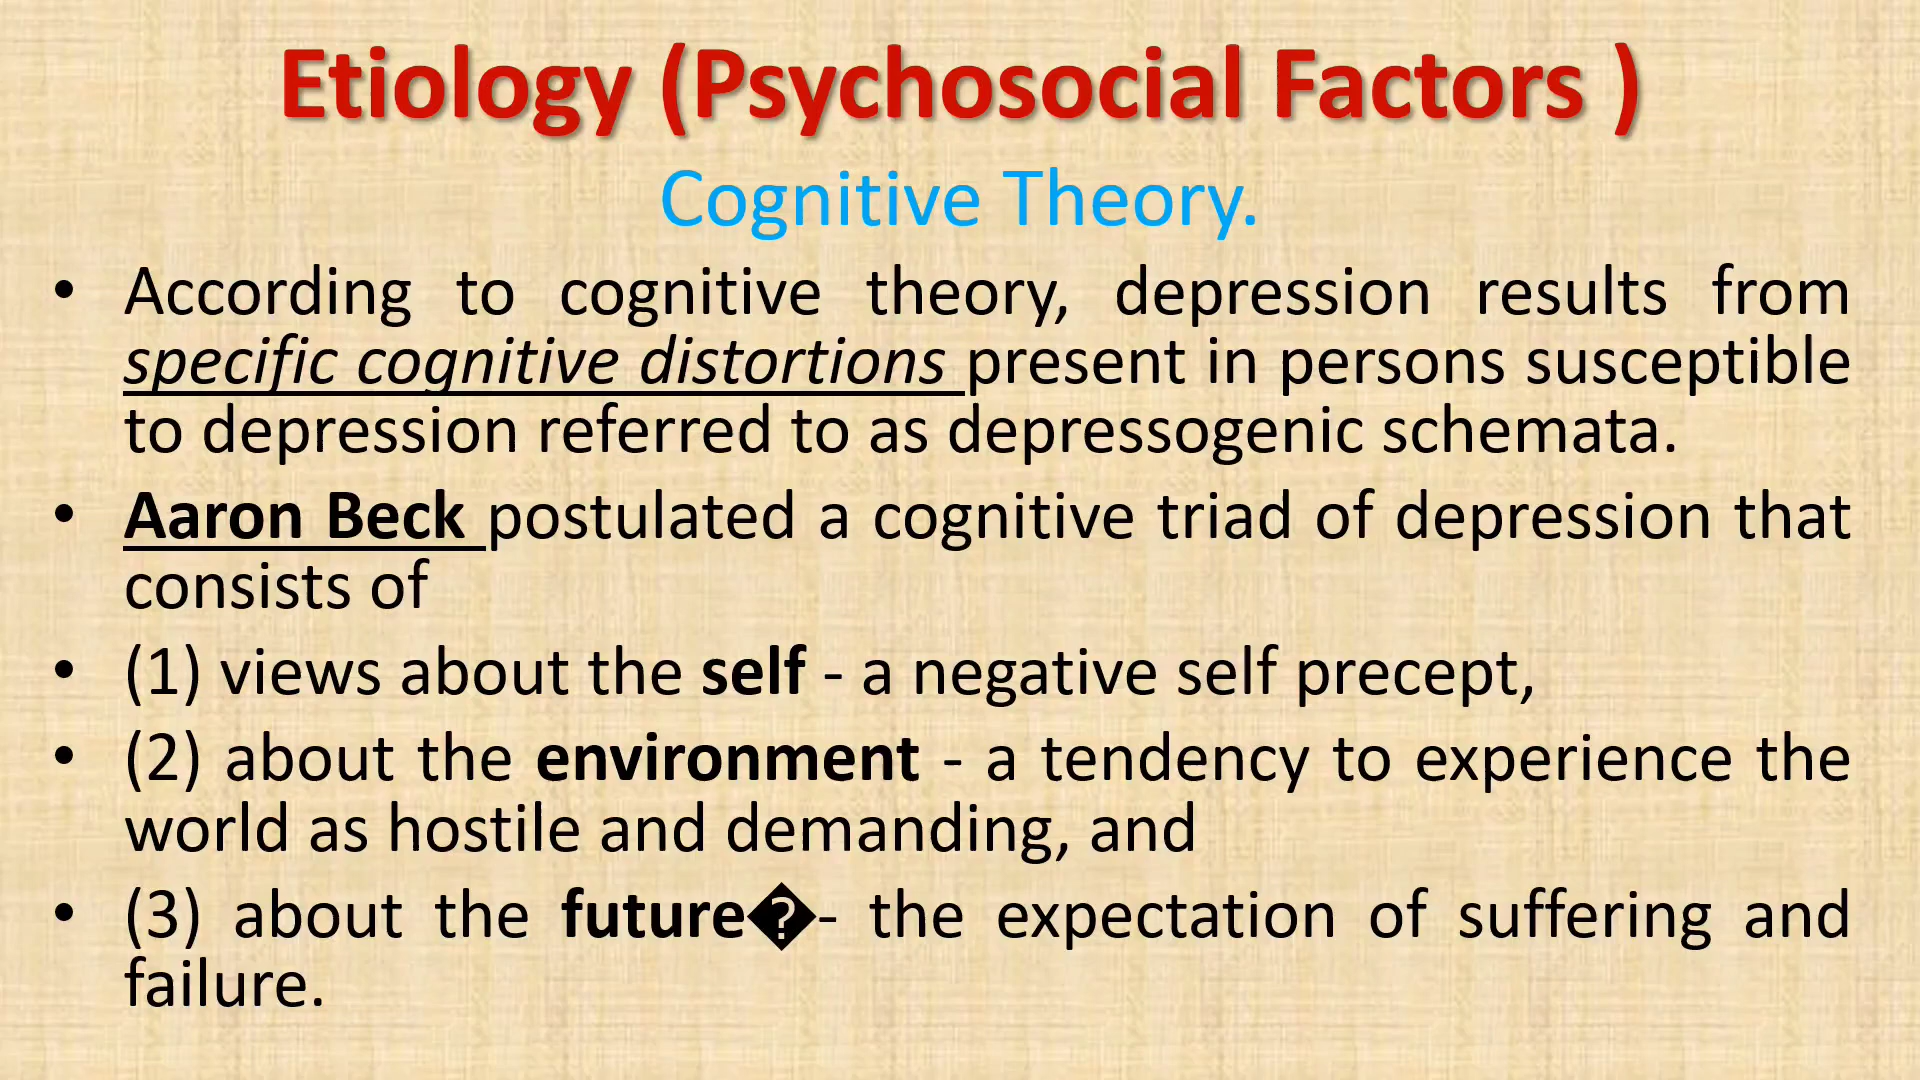 Etiology (Psychosocial Factors )
Cognitive Theory.
• According to cognitive theory, depression results from
specific cognitive distortions present in persons susceptible
to depression referred to as depressogenic schemata.
• Aaron Beck postulated a cognitive triad of depression that
consists of
• (1) views about the self - a negative self precept,
• (2) about the environment - a tendency to experience the
world as hostile and demanding, and
• (3) about the future�- the expectation of suffering and
failure.